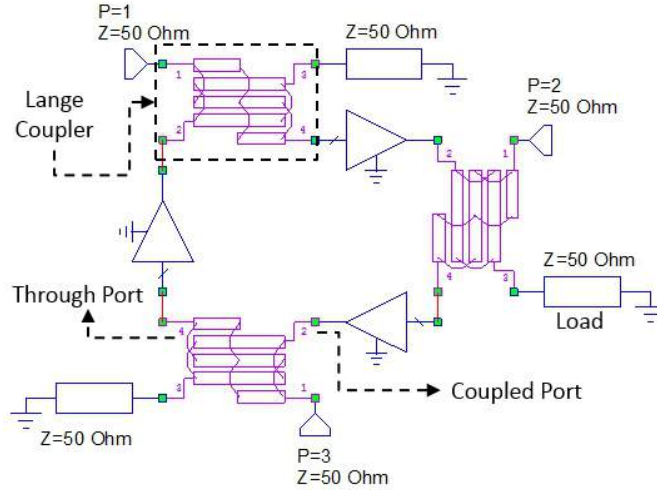 P=1
Z=50 Ohm
Z=50 Ohm
1
3
Lange
Coupler
2
4
P=2
Z=50 Ohm
2
1
4
3
Z=50 Ohm
Load
Through Port
4
2
Coupled Port
3
1
Z=50 Ohm
P=3
Z=50 Ohm